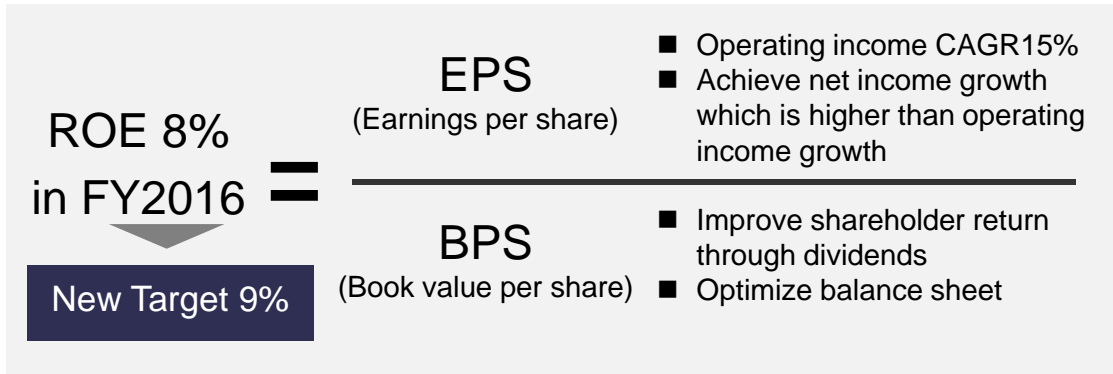 ROE 8%
in FY2016
New Target 9%
=
EPS
(Earnings per share)
■ Operating income CAGR15%
■ Achieve net income growth
which is higher than operating
income growth
BPS
(Book value per share)
■ Improve shareholder return
through dividends
■ Optimize balance sheet